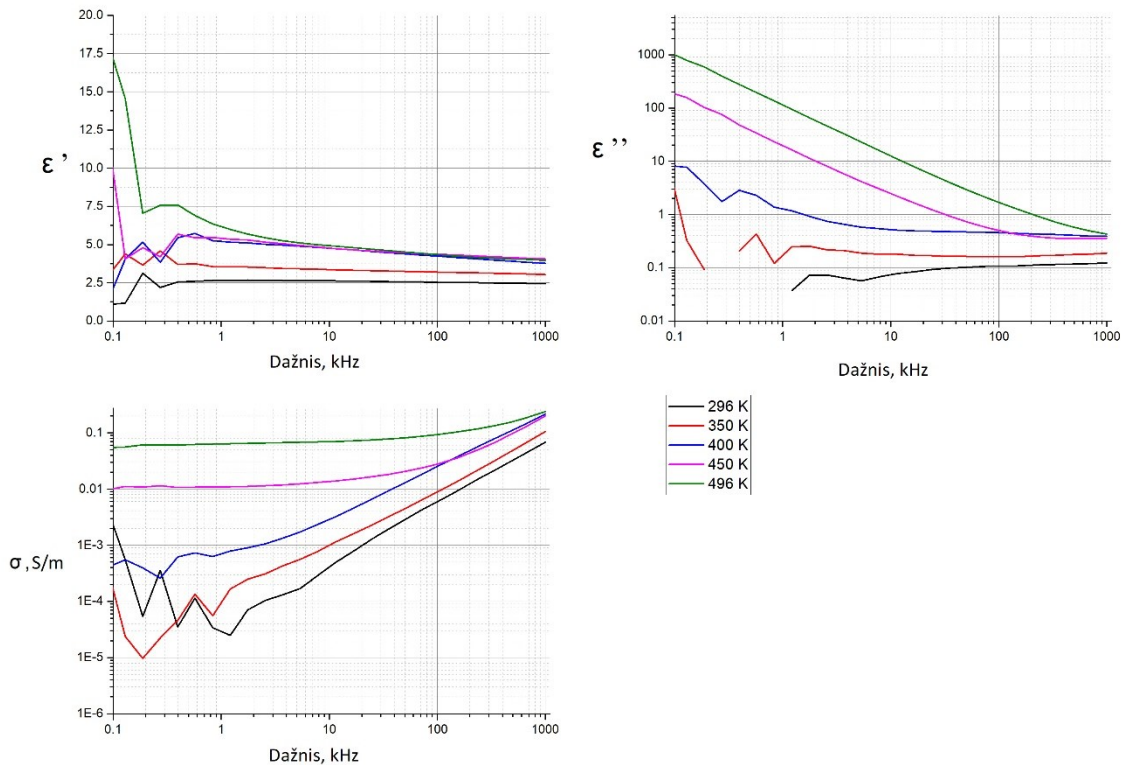 20.0
17.5
15.0
12.5
10.0
7.5
5.0
2.5
0.0
ε '
0.1 1 10 100 1000
Dažnis, kHz
1000
100
10
1
0.1
0.01
ε ''
0.1 1 10 100 1000
Dažnis, kHz
0.1
0.01
1E-3
1E-4
1E-5
1E-6
σ , S/m
0.1 1 10 100 1000
Dažnis, kHz
296 K
350 K
400 K
450 K
496 K